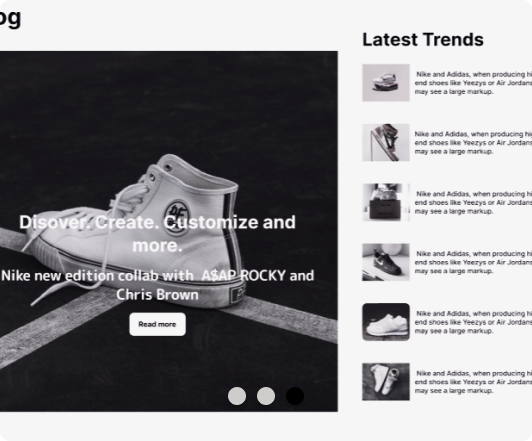 og
Disover. Create. Customize and
more.
Nike new edition collab with A$AP ROCKY and
Chris Brown
Read more
Latest Trends
Nike and Adidas, when producing hi
end shoes like Yeezys or Air Jordans
may see a large markup.
Nike and Adidas, when producing hi
end shoes like Yeezys or Air Jordans
may see a large markup.
Nike and Adidas, when producing hi
end shoes like Yeezys or Air Jordans
may see a large markup.
Nike and Adidas, when producing hi
end shoes like Yeezys or Air Jordans
may see a large markup.
Nike and Adidas, when producing hi
end shoes like Yeezys or Air Jordans
may see a large markup.
Nike and Adidas, when producing hi
end shoes like Yeezys or Air Jordans
may see a large markup.